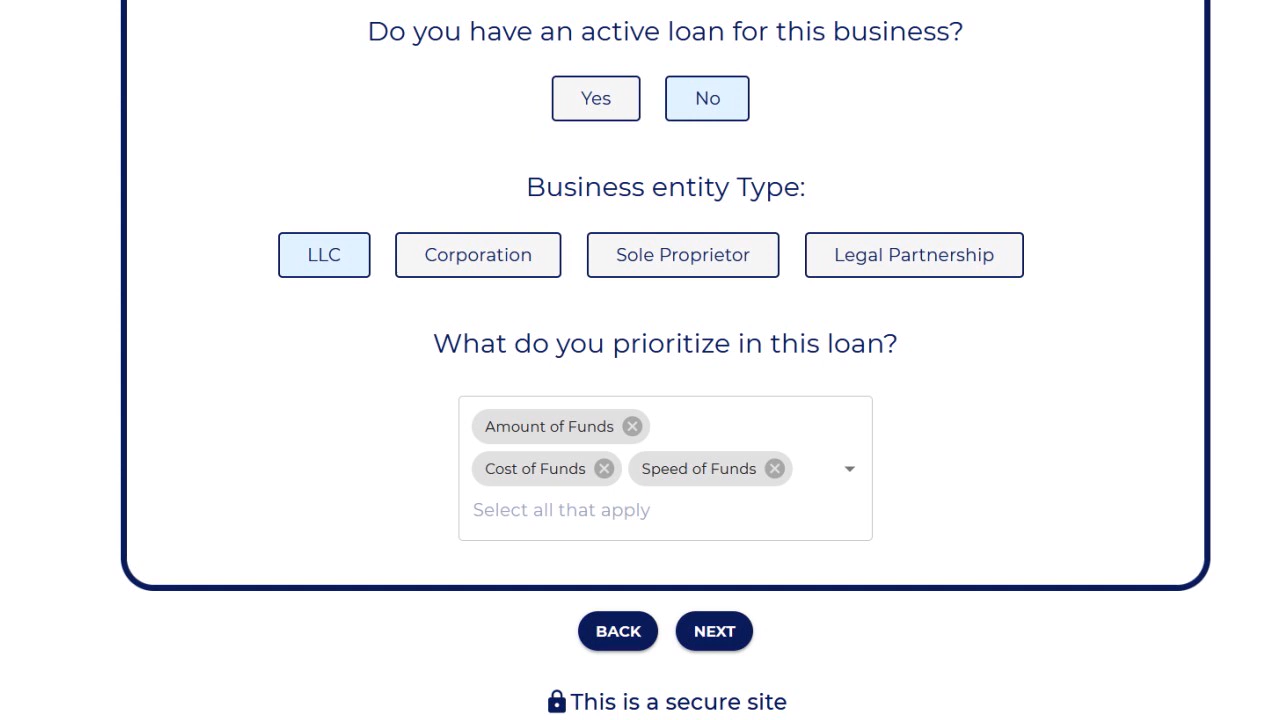 Do you have an active loan for this business?
Yes No
Business entity Type:
LLC Corporation Sole Proprietor Legal Partnership
What do you prioritize in this loan?
Amount of Funds
Cost of Funds Speed of Funds
Select all that apply
BACK NEXT
This is a secure site